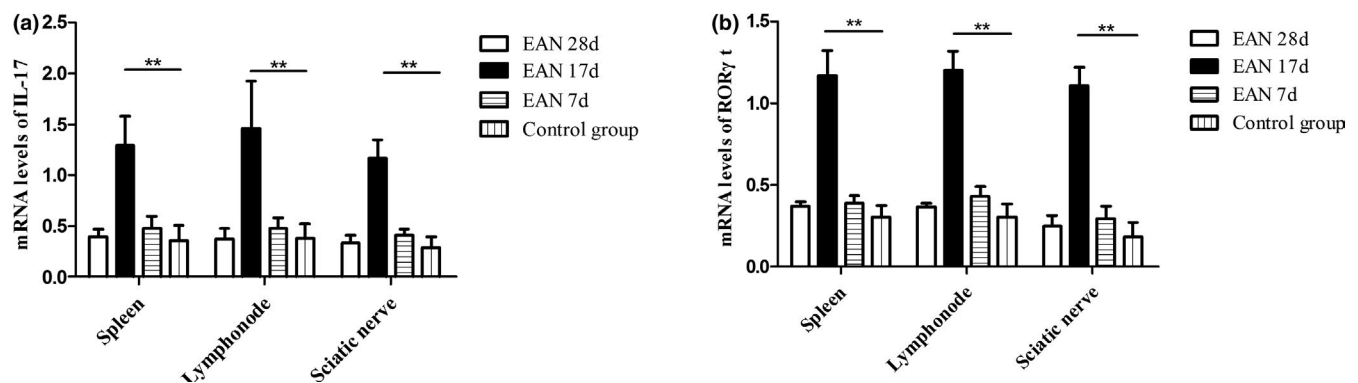 (a)
mRNA levels of IL-17
2.5
2.0
1.5
1.0
0.5
0.0
**
**
**
Spleen
Lymphonode
Sciatic nerve
EAN 28d
EAN 17d
EAN 7d
Control group
(b)
mRNA levels of RORγ t
1.5
1.0
0.5
0.0
**
**
**
Spleen
Lymphonode
Sciatic nerve
EAN 28d
EAN 17d
EAN 7d
Control group